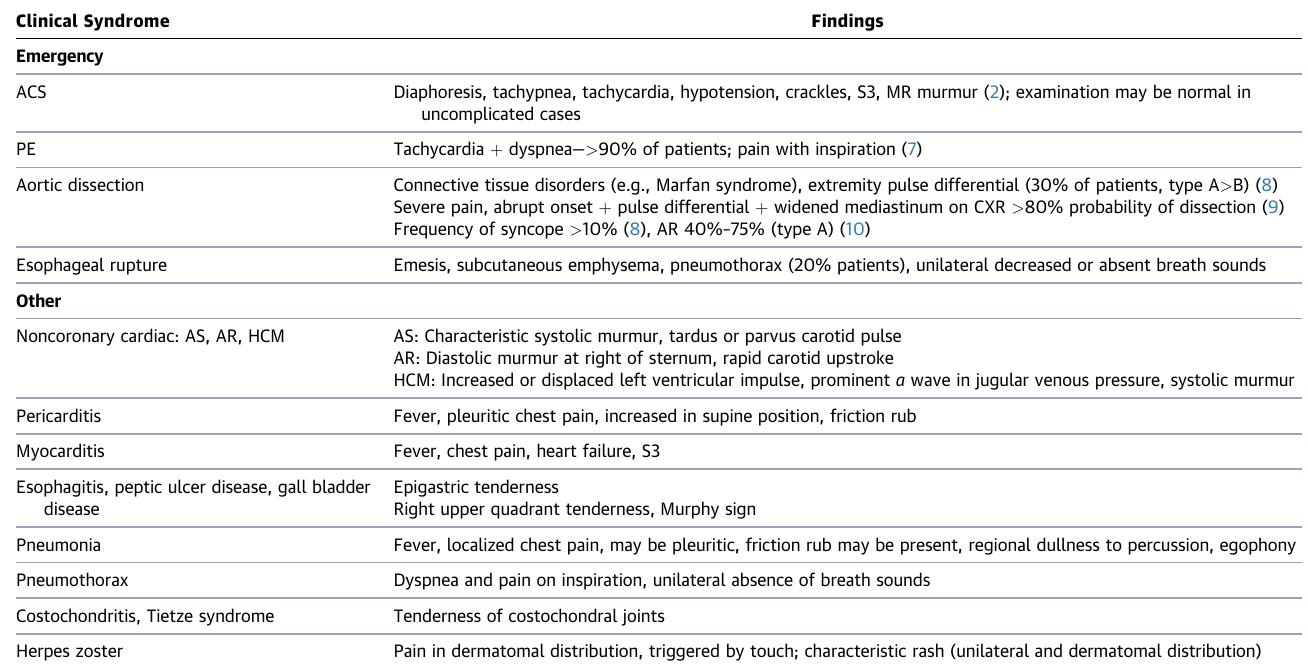 Clinical Syndrome Findings
Emergency
ACS Diaphoresis, tachypnea, tachycardia, hypotension, crackles, S3, MR murmur (2); examination may be normal in
uncomplicated cases
PE Tachycardia + dyspnea—>90% of patients; pain with inspiration (7)
Aortic dissection Connective tissue disorders (e.g., Marfan syndrome), extremity pulse differential (30% of patients, type A>B) (8)
Severe pain, abrupt onset + pulse differential + widened mediastinum on CXR >80% probability of dissection (9)
Frequency of syncope >10% (8), AR 40%-75% (type A) (10)
Esophageal rupture Emesis, subcutaneous emphysema, pneumothorax (20% patients), unilateral decreased or absent breath sounds
Other
Noncoronary cardiac: AS, AR, HCM AS: Characteristic systolic murmur, tardus or parvus carotid pulse
AR: Diastolic murmur at right of sternum, rapid carotid upstroke
HCM: Increased or displaced left ventricular impulse, prominent a wave in jugular venous pressure, systolic murmur
Pericarditis Fever, pleuritic chest pain, increased in supine position, friction rub
Myocarditis Fever, chest pain, heart failure, S3
Esophagitis, peptic ulcer disease, gall bladder Epigastric tenderness
disease Right upper quadrant tenderness, Murphy sign
Pneumonia Fever, localized chest pain, may be pleuritic, friction rub may be present, regional dullness to percussion, egophony
Pneumothorax Dyspnea and pain on inspiration, unilateral absence of breath sounds
Costochondritis, Tietze syndrome Tenderness of costochondral joints
Herpes zoster Pain in dermatomal distribution, triggered by touch; characteristic rash (unilateral and dermatomal distribution)